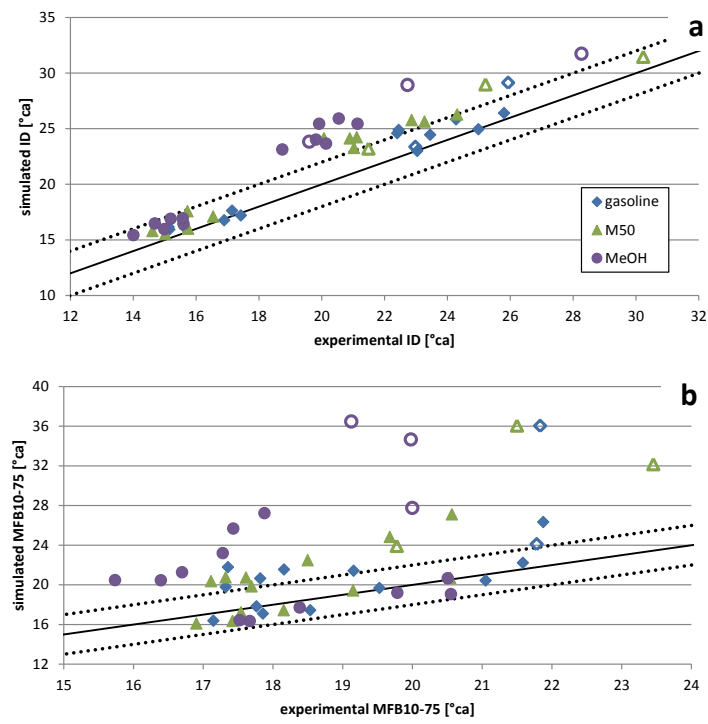 a
35
30
25
20
15
10
simulated ID [°ca]
gasoline
M50
MeOH
12 14 16 18 20 22 24 26 28 30 32
experimental ID [°ca]
b
40
36
32
28
24
20
16
12
simulated MFB10-75 [°ca]
15 16 17 18 19 20 21 22 23 24
experimental MFB10-75 [°ca]